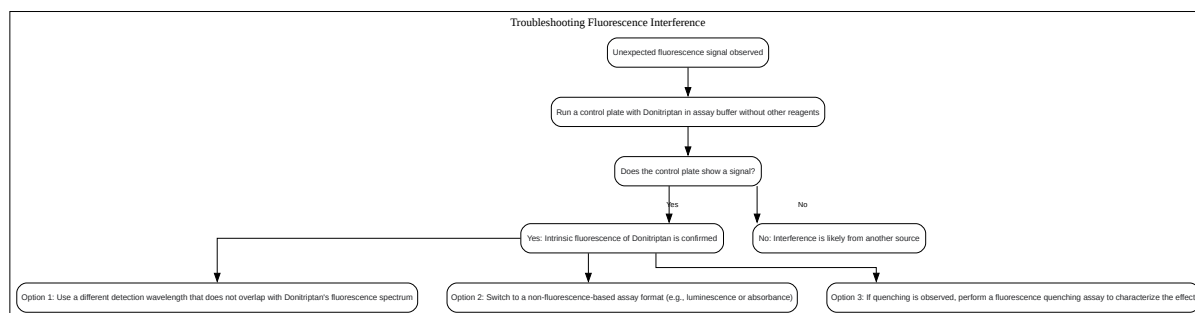 Troubleshooting Fluorescence Interference
Unexpected fluorescence signal observed
Run a control plate with Donitriptan in assay buffer without other reagents
Does the control plate show a signal?
Yes
No
Yes: Intrinsic fluorescence of Donitriptan is confirmed
No: Interference is likely from another source
Option 1: Use a different detection wavelength that does not overlap with Donitriptan's fluorescence spectrum
Option 2: Switch to a non-fluorescence-based assay format (e.g., luminescence or absorbance)
Option 3: If quenching is observed, perform a fluorescence quenching assay to characterize the effect